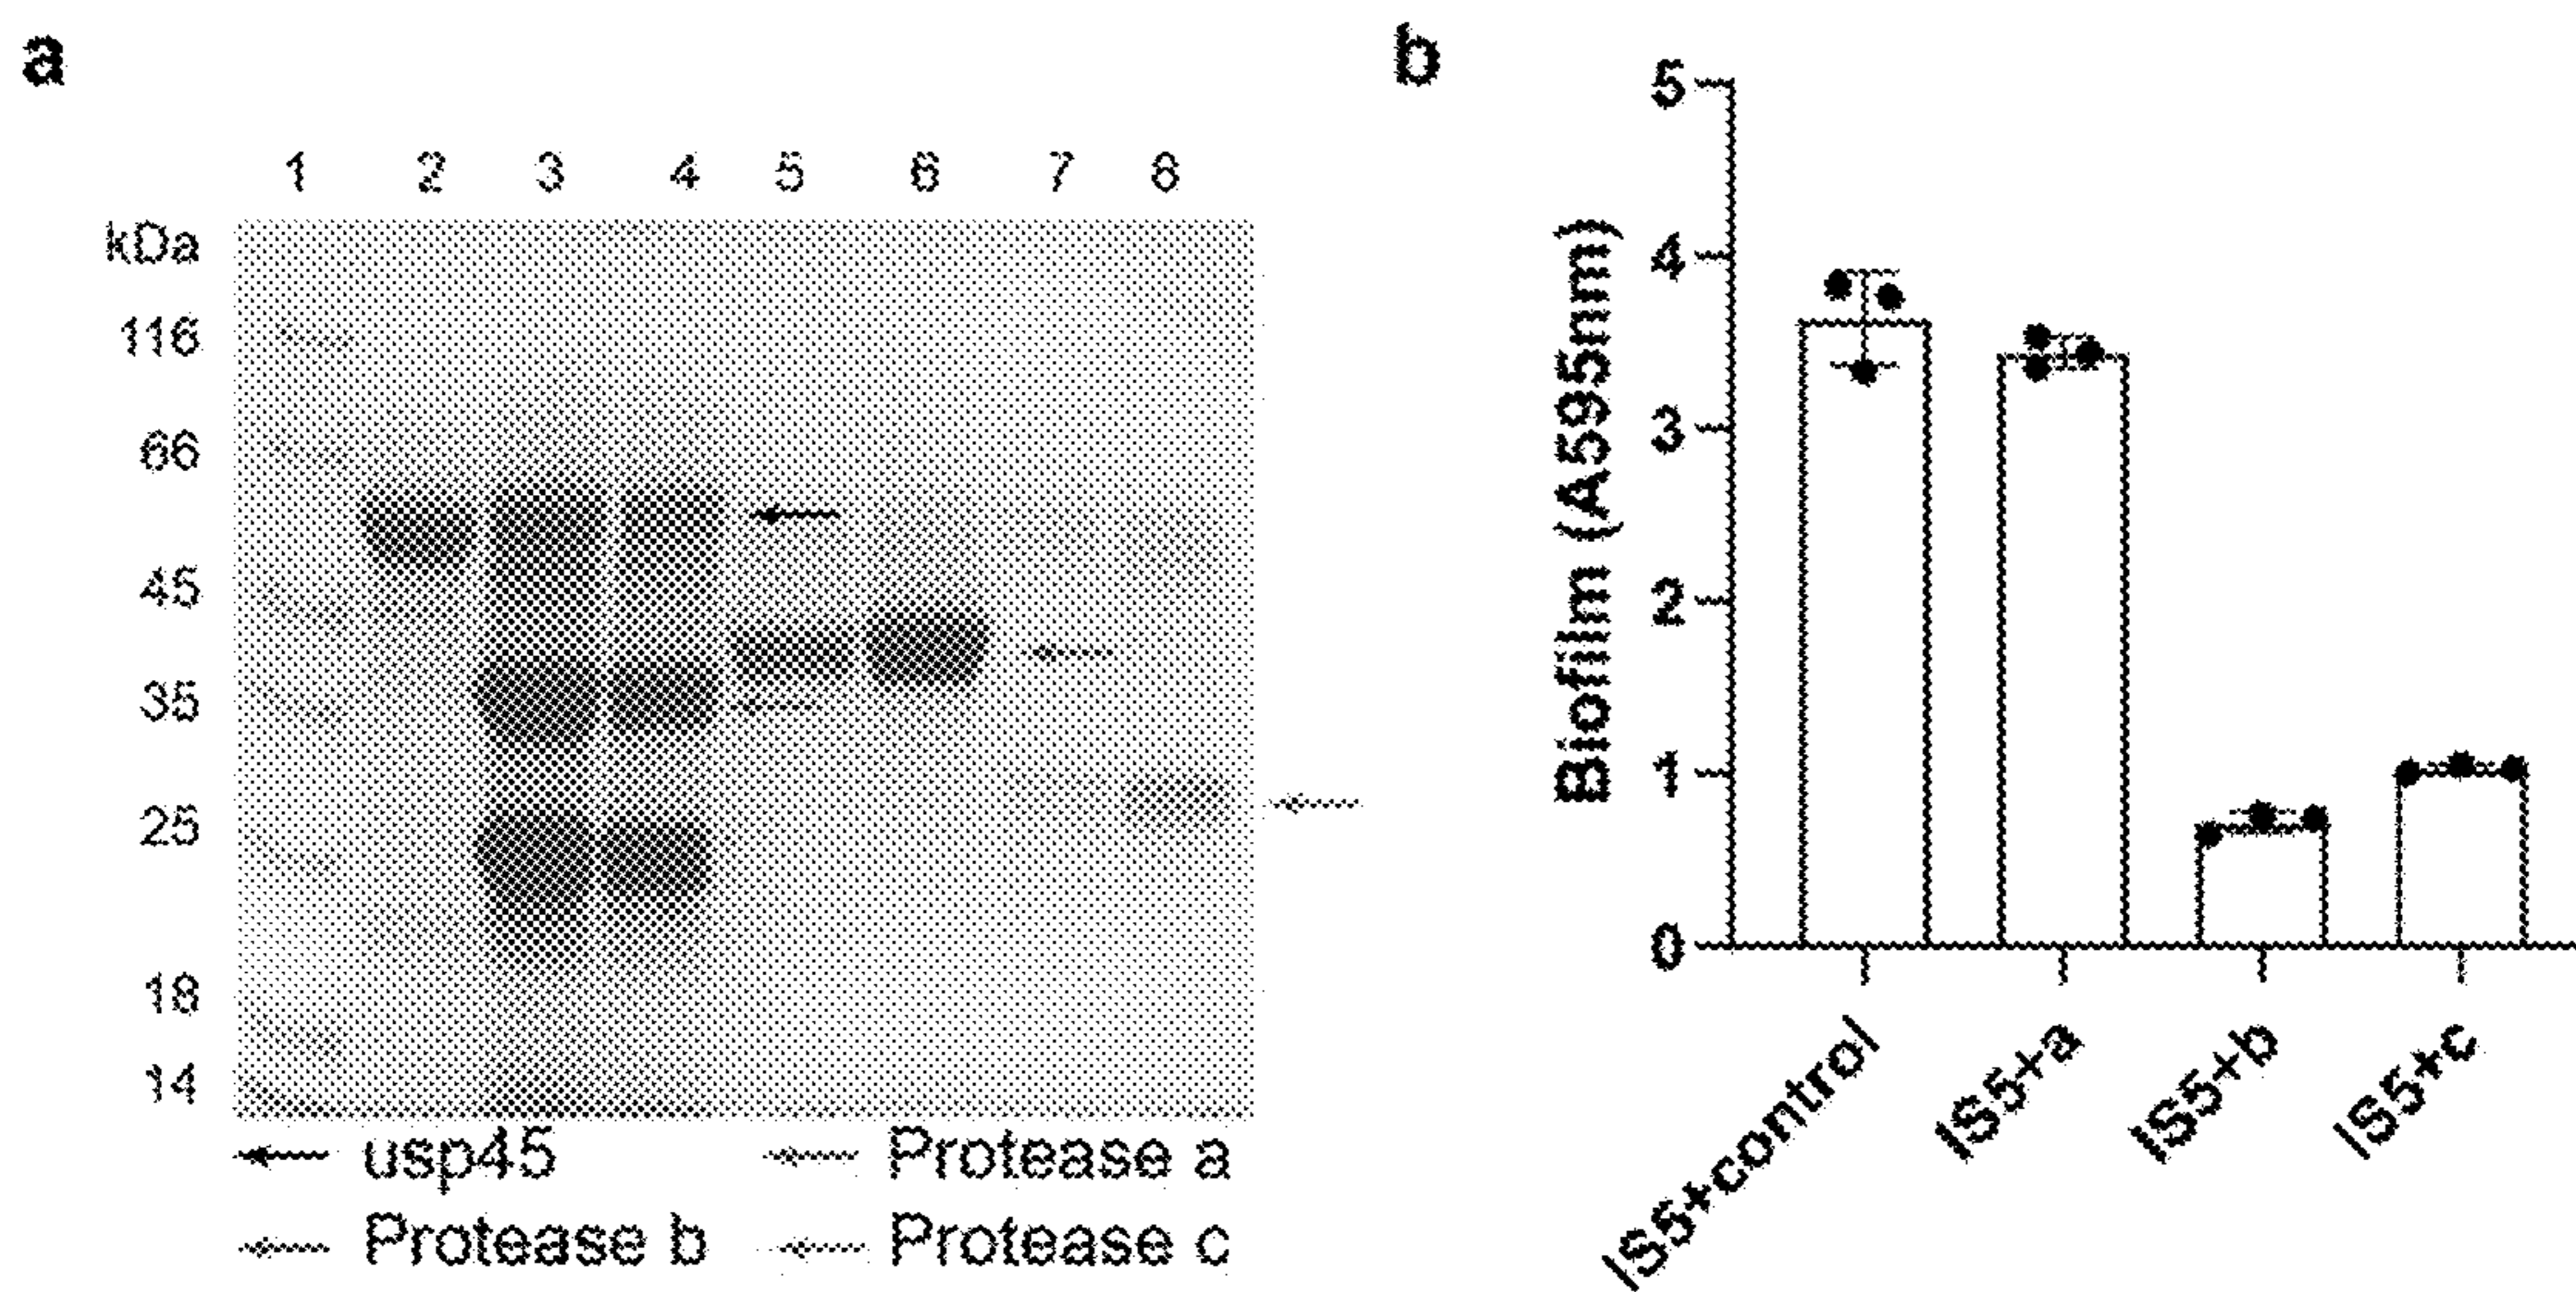 a
1 2 3 4 5 6 7 8
kDa
116
66
45
35
25
18
14
usp45 Protease a
Protease b Protease c
b
5
4
3
2
1
0
Biofilm (A595nm)
IS5+control IS5+a IS5+b IS5+c